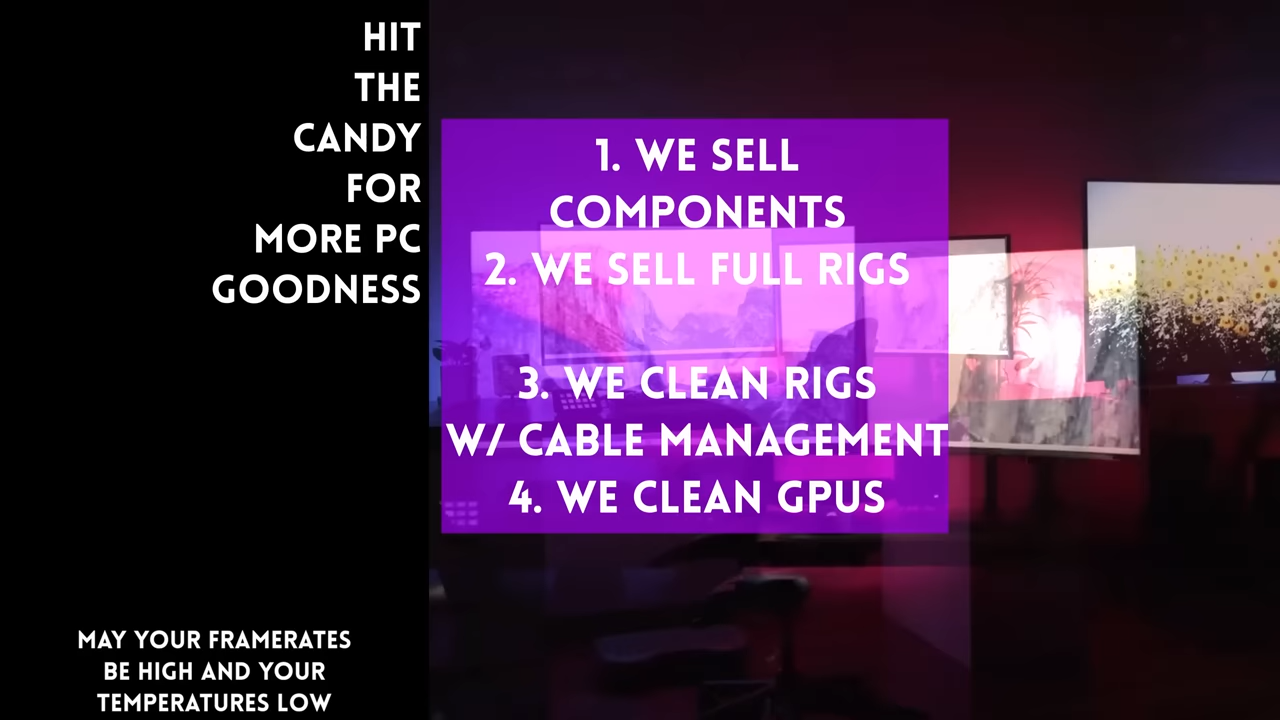 HIT
THE
CANDY
FOR
MORE PC
GOODNESS
1. WE SELL
COMPONENTS
2. WE SELL FULL RIGS
3. WE CLEAN RIGS
W/ CABLE MANAGEMENT
4. WE CLEAN GPUS
MAY YOUR FRAMERATES
BE HIGH AND YOUR
TEMPERATURES LOW